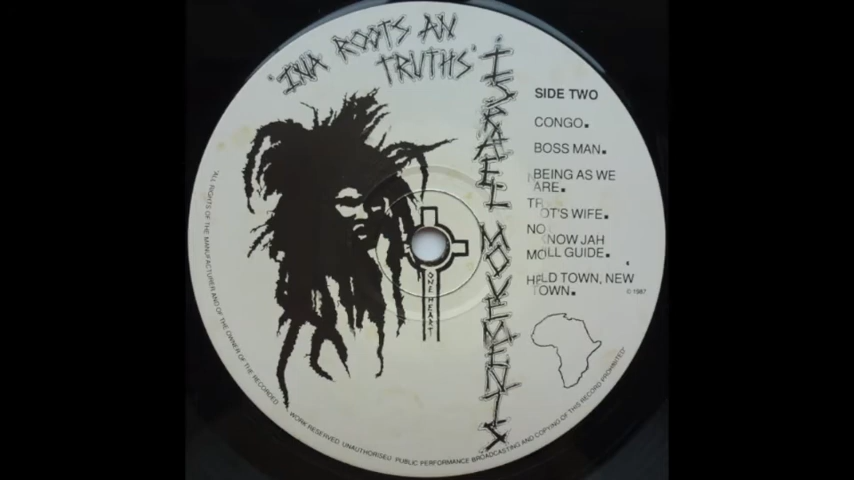 'INA ROOTS AN
TRUTHS'
ISRAEL MOVEMENTS
SIDE TWO
CONGO.
BOSS MAN.
BEING AS WE
ARE.
OT'S WIFE.
NOW JAH
GUIDE.
TOWN, NEW
TOWN.
© 1987
ONE HEART
ALL RIGHTS OF THE MANUFACTURER AND OF THE OWNER OF THE RECORDED WORK RESERVED. UNAUTHORISED PUBLIC PERFORMANCE BROADCASTING AND COPYING OF THIS RECORD PROHIBITED